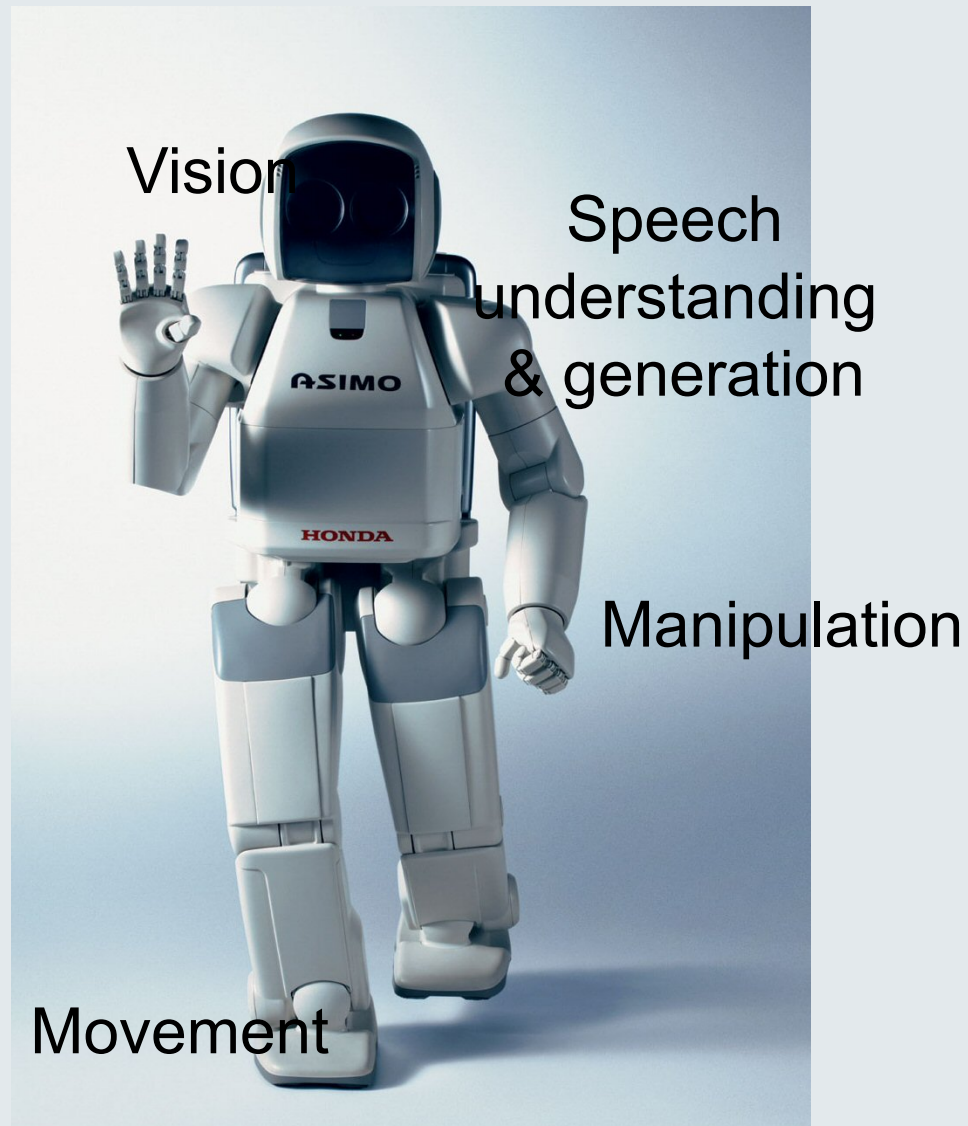 Vision
Speech
understanding
& generation
ASIMO
HONDA
Manipulation
Movement